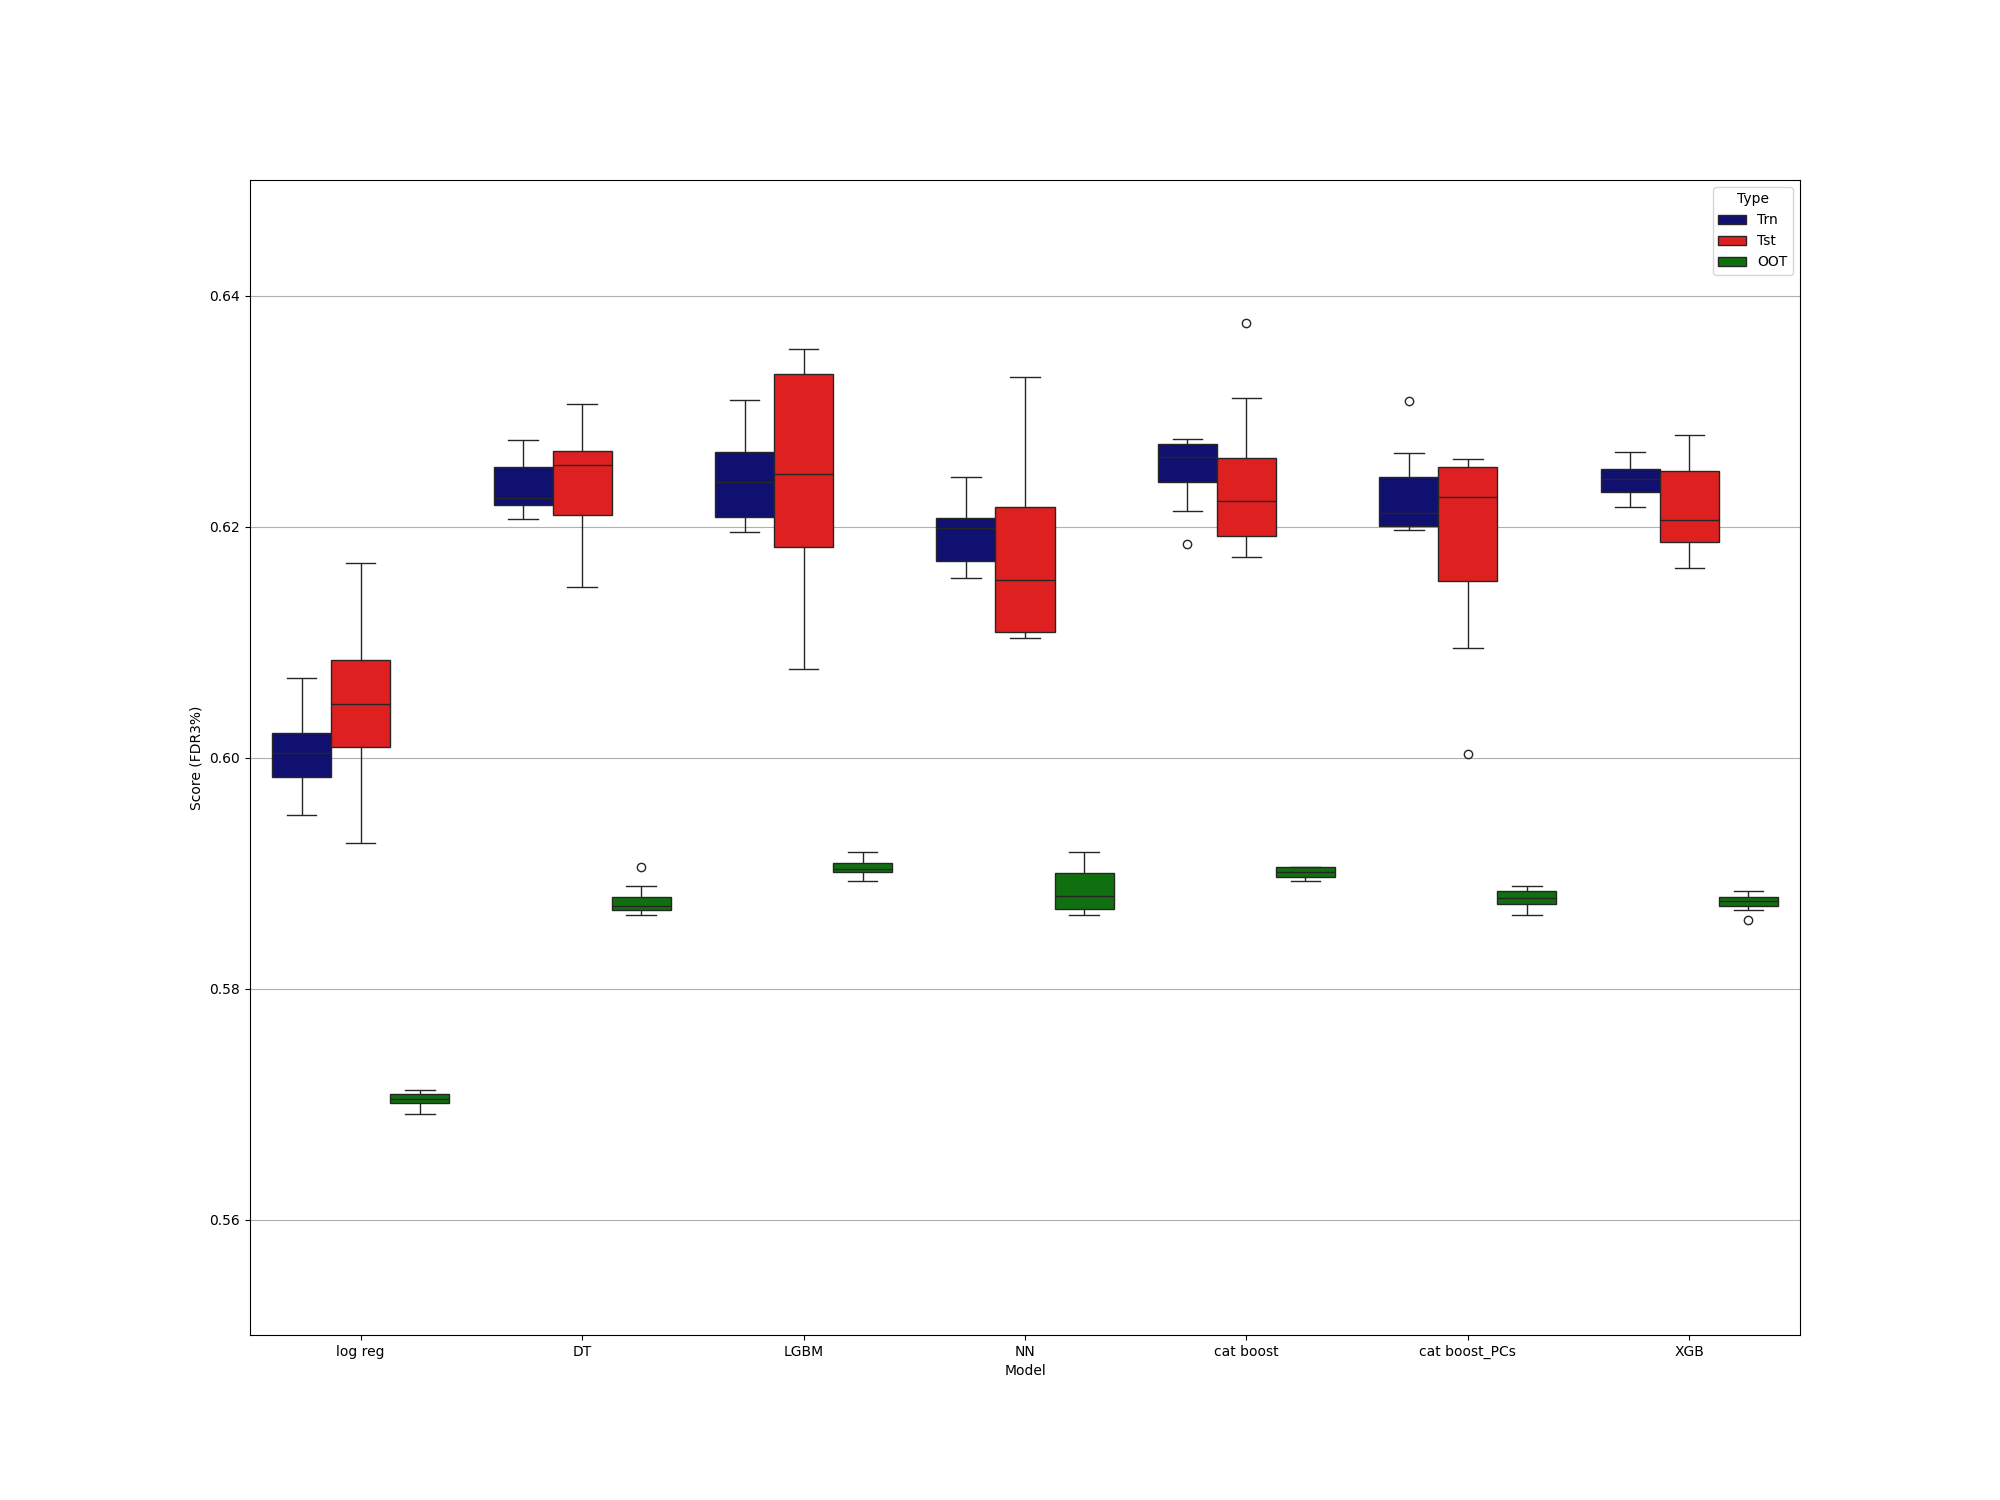 Type
Trn
Tst
OOT
0.64
0.62
0.60
0.58
0.56
Score (FDR3%)
log reg DT LGBM NN cat boost cat boost_PCs XGB
Model